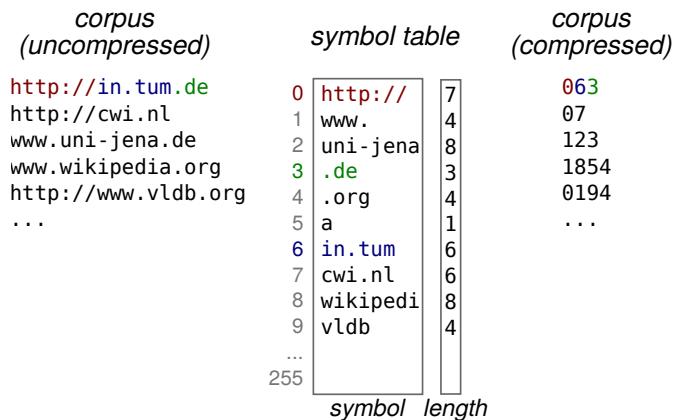 corpus
(uncompressed)
http://in.tum.de
http://cwi.nl
www.uni-jena.de
www.wikipedia.org
http://www.vldb.org
...
symbol table
0 http:// 7
1 www. 4
2 uni-jena 8
3 .de 3
4 .org 4
5 a 1
6 in.tum 6
7 cwi.nl 6
8 wikipedi 8
9 vldb 4
...
255
symbol length
corpus
(compressed)
063
07
123
1854
0194
...